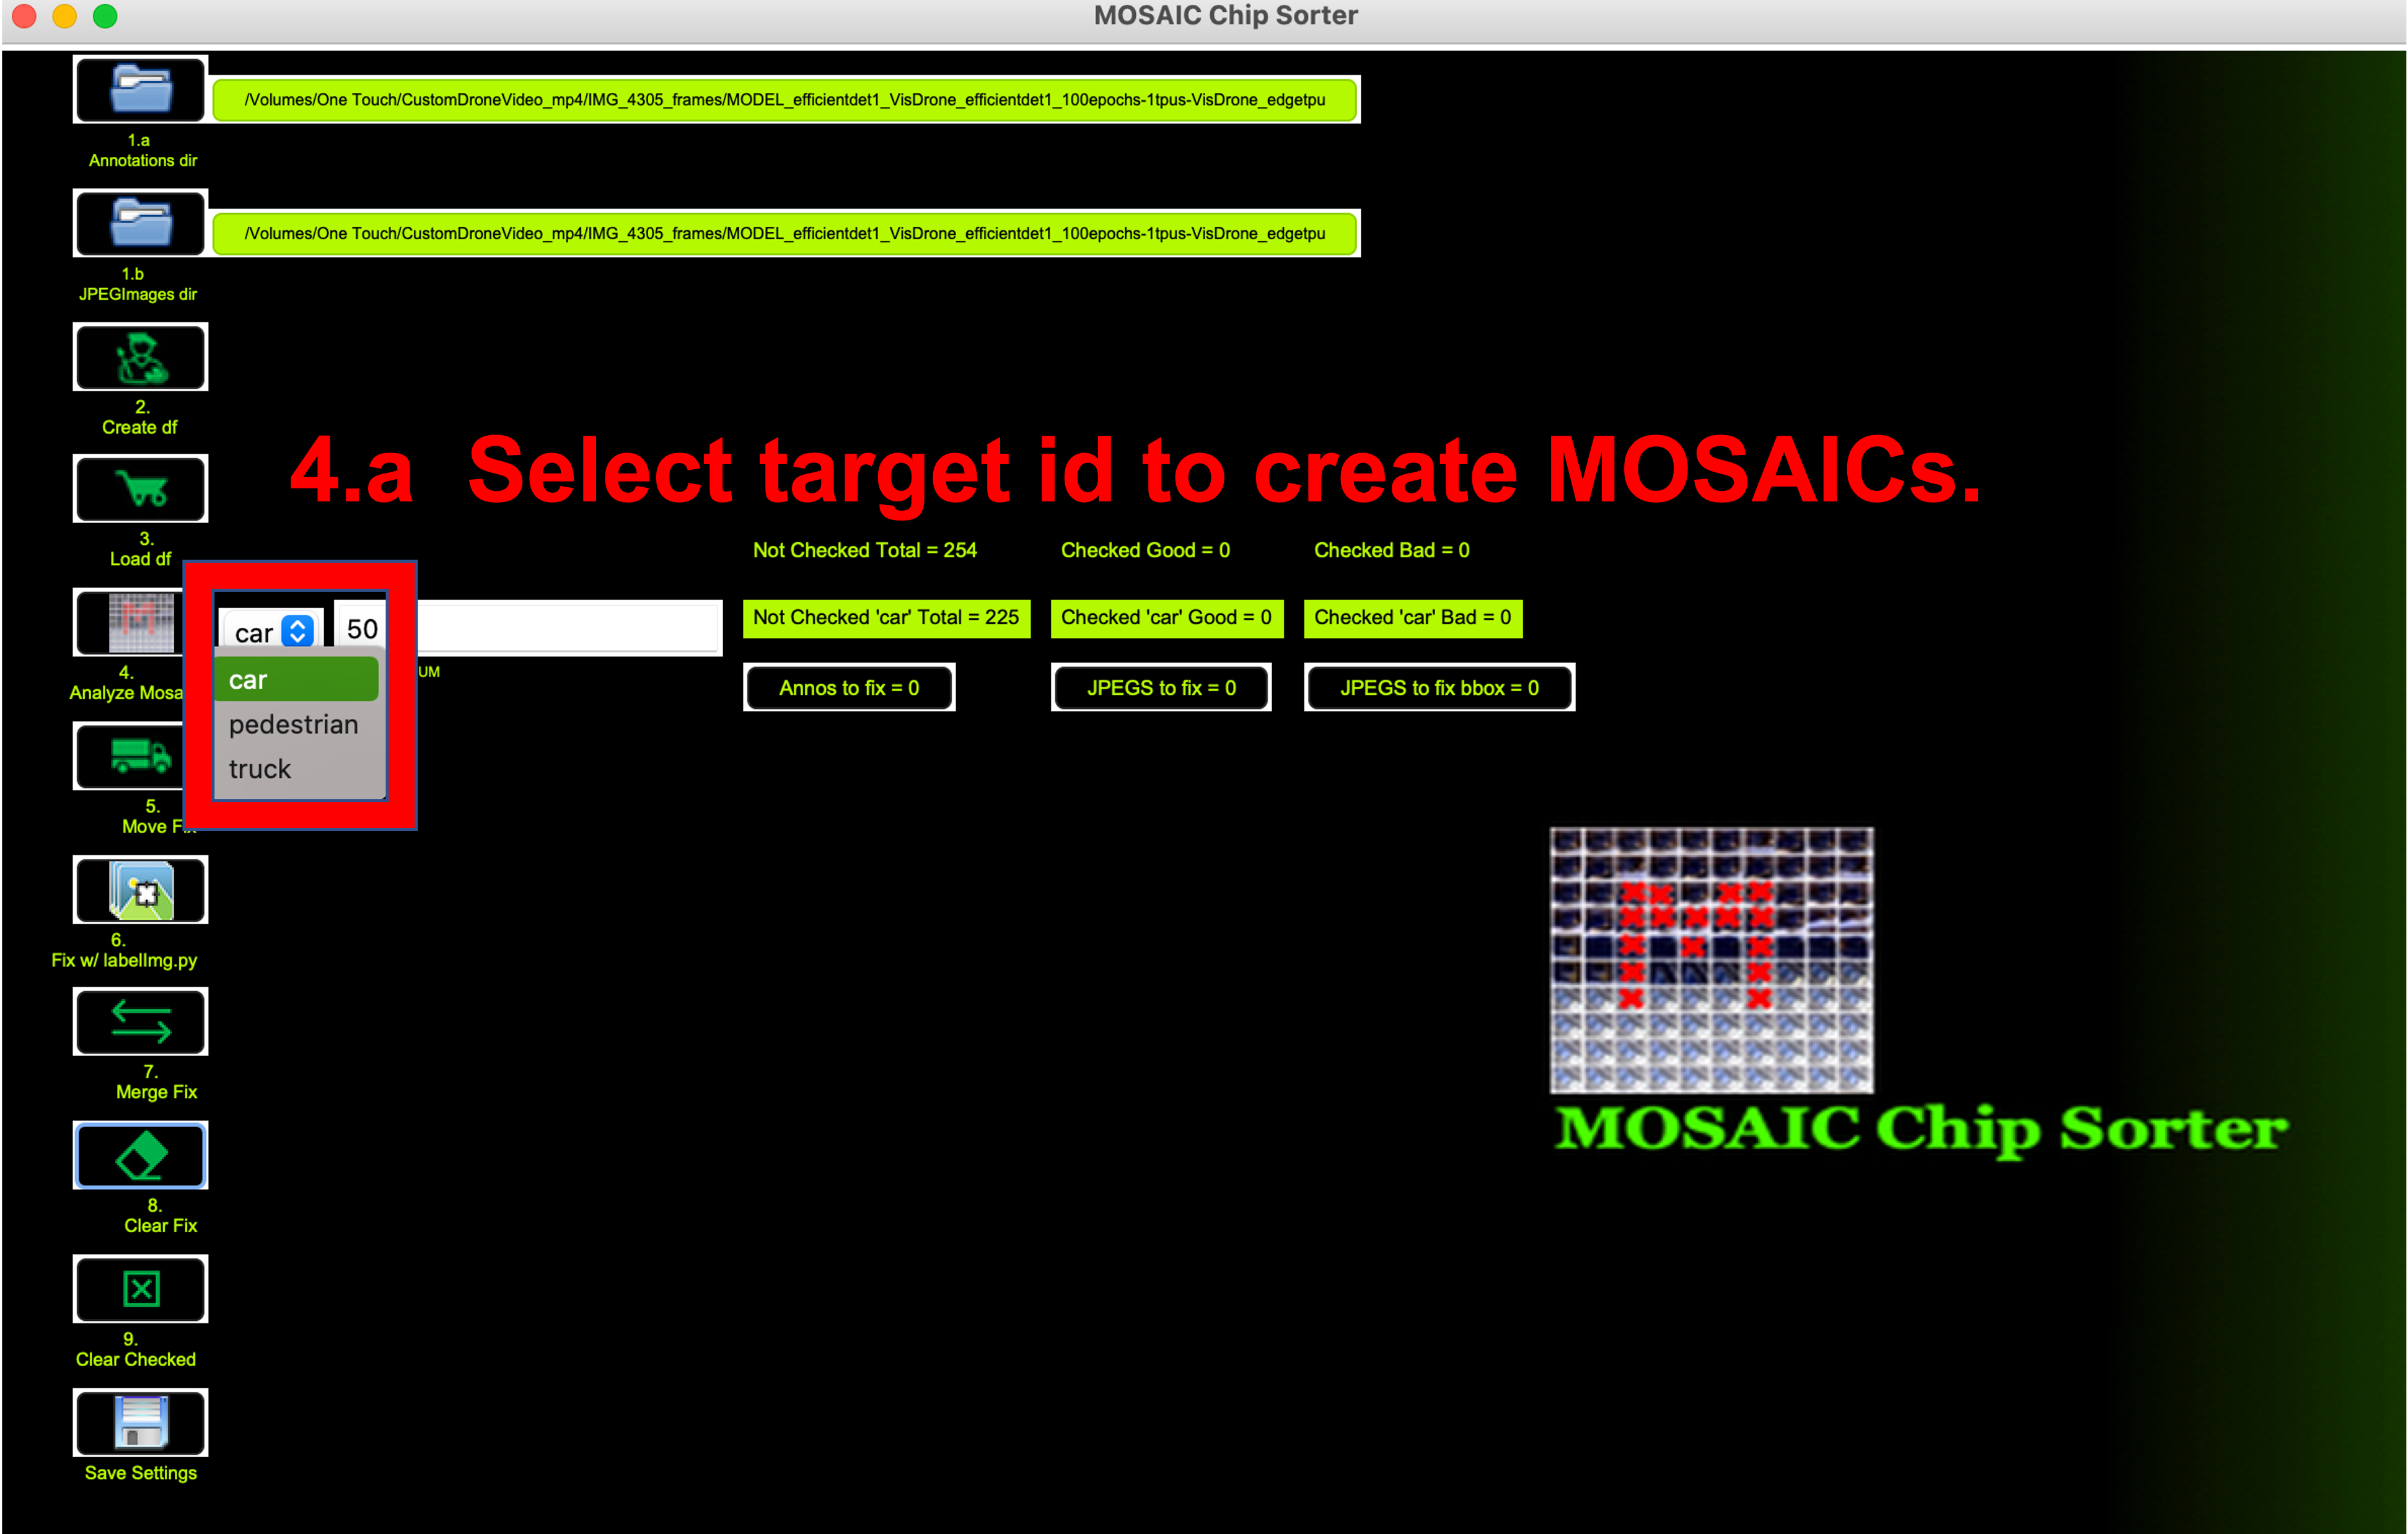 MOSAIC Chip Sorter
/Volumes/One Touch/CustomDroneVideo_mp4/IMG_4305_frames/MODEL_efficientdet1_VisDrone_efficientdet1_100epochs-1tpus-VisDrone_edgetpu
1.a
Annotations dir
/Volumes/One Touch/CustomDroneVideo_mp4/IMG_4305_frames/MODEL_efficientdet1_VisDrone_efficientdet1_100epochs-1tpus-VisDrone_edgetpu
1.b
JPEGImages dir
2.
Create df
4.a Select target id to create MOSAICs.
3.
Load df
Not Checked Total = 254
Checked Good = 0
Checked Bad = 0
car
50
Not Checked 'car' Total = 225
Checked 'car' Good = 0
Checked 'car' Bad = 0
4.
Analyze Mosa
UM
car
pedestrian
truck
Annos to fix = 0
JPEGS to fix = 0
JPEGS to fix bbox = 0
5.
Move Fix
6.
Fix w/ labelImg.py
7.
Merge Fix
MOSAIC Chip Sorter
8.
Clear Fix
9.
Clear Checked
Save Settings